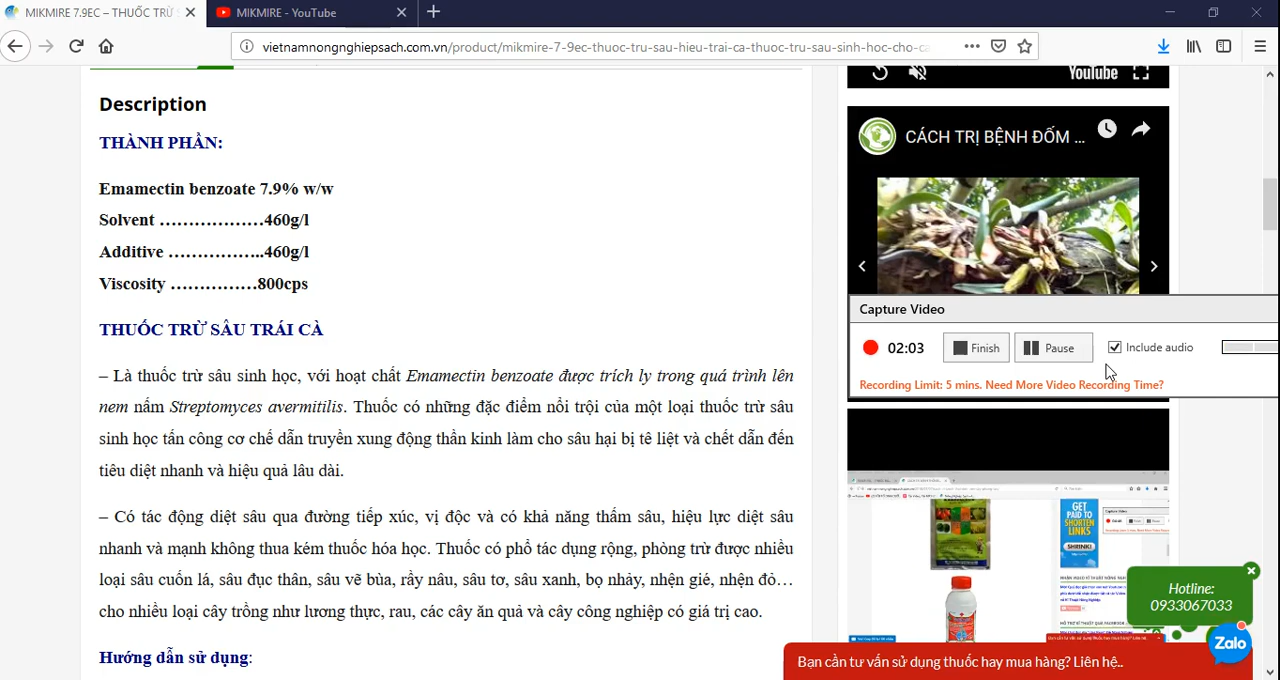 MIKMIRE 7.9EC – THUỐC TRỪ S
MIKMIRE - YouTube
vietnamnongnghiepsach.com.vn/product/mikmire-7-9ec-thuoc-tru-sau-hieu-trai-ca-thuoc-tru-sau-sinh-hoc-cho-ca
Description
THÀNH PHẦN:
Emamectin benzoate 7.9% w/w
Solvent ………………460g/l
Additive ……………..460g/l
Viscosity ……………800cps
THUỐC TRỪ SÂU TRÁI CÀ
– Là thuốc trừ sâu sinh học, với hoạt chất Emamectin benzoate được trích ly trong quá trình lên
nem nấm Streptomyces avermitilis. Thuốc có những đặc điểm nổi trội của một loại thuốc trừ sâu
sinh học tấn công cơ chế dẫn truyền xung động thần kinh làm cho sâu hại bị tê liệt và chết dẫn đến
tiêu diệt nhanh và hiệu quả lâu dài.
– Có tác động diệt sâu qua đường tiếp xúc, vị độc và có khả năng thấm sâu, hiệu lực diệt sâu
nhanh và mạnh không thua kém thuốc hóa học. Thuốc có phổ tác dụng rộng, phòng trừ được nhiều
loại sâu cuốn lá, sâu đục thân, sâu vẽ bùa, rầy nâu, sâu tơ, sâu xanh, bọ nhảy, nhện gié, nhện đỏ…
cho nhiều loại cây trồng như lương thực, rau, các cây ăn quả và cây công nghiệp có giá trị cao.
Hướng dẫn sử dụng:
YouTube
CÁCH TRỊ BỆNH ĐỐM ...
Capture Video
02:03
Finish
Pause
Include audio
Recording Limit: 5 mins. Need More Video Recording Time?
GET
PAID TO
SHORTEN
LINKS
Hotline:
0933067033
Zalo
Bạn cần tư vấn sử dụng thuốc hay mua hàng? Liên hệ..